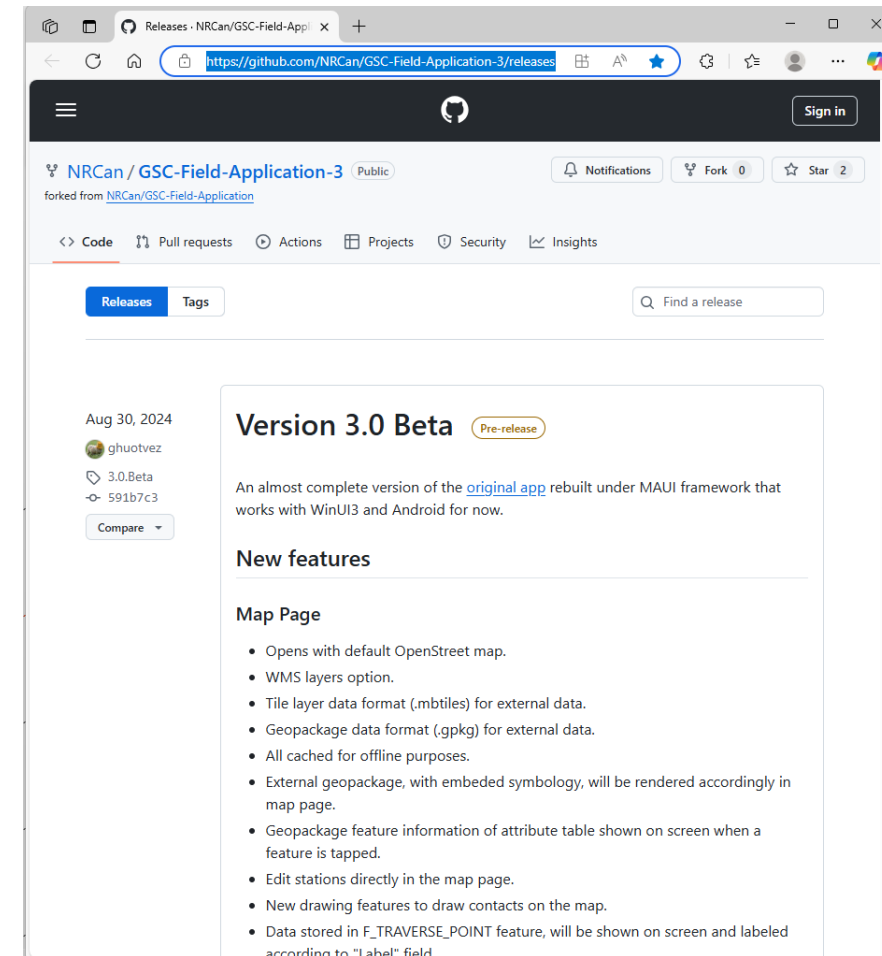 Releases · NRCan/GSC-Field-Appl
https://github.com/NRCan/GSC-Field-Application-3/releases
Sign in
NRCan / GSC-Field-Application-3 Public
Notifications
Fork 0
Star 2
forked from NRCan/GSC-Field-Application
Code
Pull requests
Actions
Projects
Security
Insights
Releases
Tags
Find a release
Aug 30, 2024
ghuotvez
3.0.Beta
591b7c3
Compare
Version 3.0 Beta Pre-release
An almost complete version of the original app rebuilt under MAUI framework that
works with WinUI3 and Android for now.
New features
Map Page
• Opens with default OpenStreet map.
• WMS layers option.
• Tile layer data format (.mbtiles) for external data.
• Geopackage data format (.gpkg) for external data.
• All cached for offline purposes.
• External geopackage, with embeded symbology, will be rendered accordingly in
map page.
• Geopackage feature information of attribute table shown on screen when a
feature is tapped.
• Edit stations directly in the map page.
• New drawing features to draw contacts on the map.
• Data stored in F_TRAVERSE_POINT feature, will be shown on screen and labeled
according to "Label" field